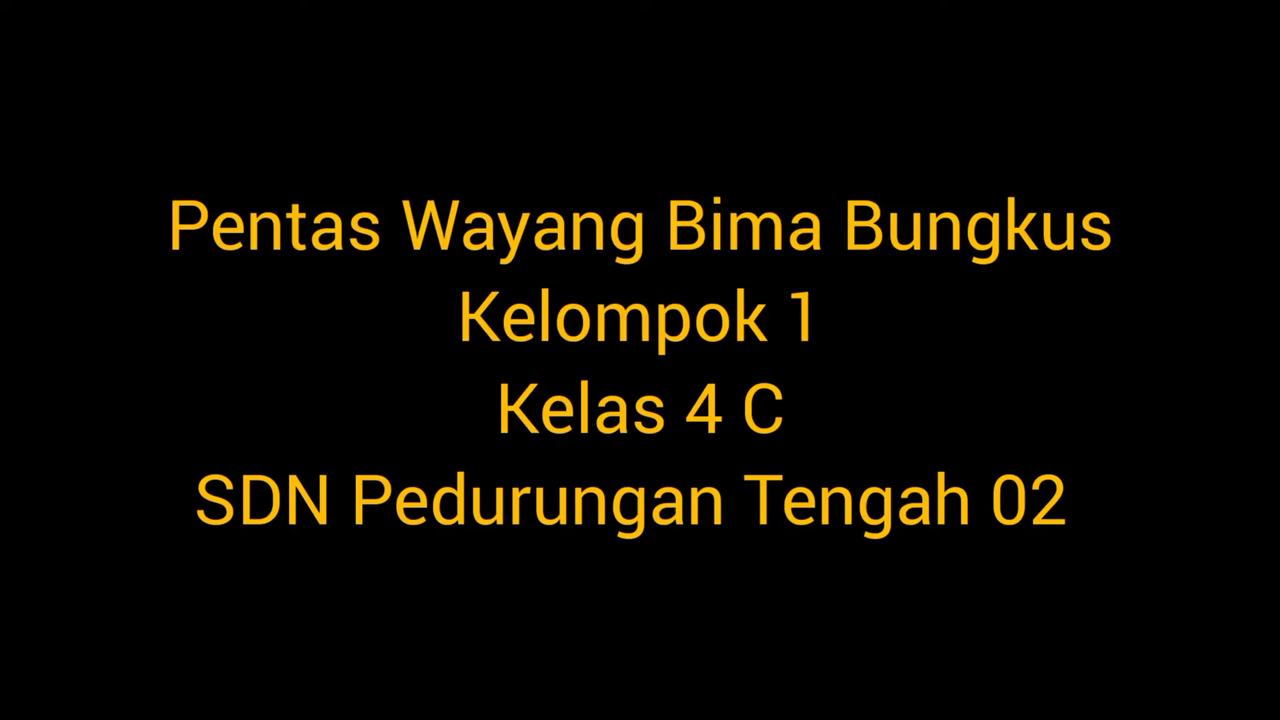 Pentas Wayang Bima Bungkus
Kelompok 1
Kelas 4 C
SDN Pedurungan Tengah 02